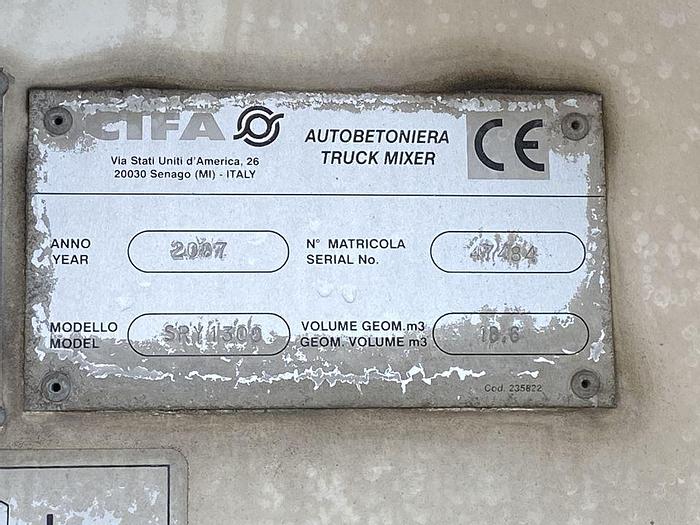 CIFA
AUTOBETONIERA
TRUCK MIXER
CE
Via Stati Uniti d'America, 26
20030 Senago (MI) - ITALY
ANNO
YEAR
2007
N° MATRICOLA
SERIAL No.
MODELLO
MODEL
VOLUME GEOM.m3
GEOM. VOLUME m3
Cod. 235822